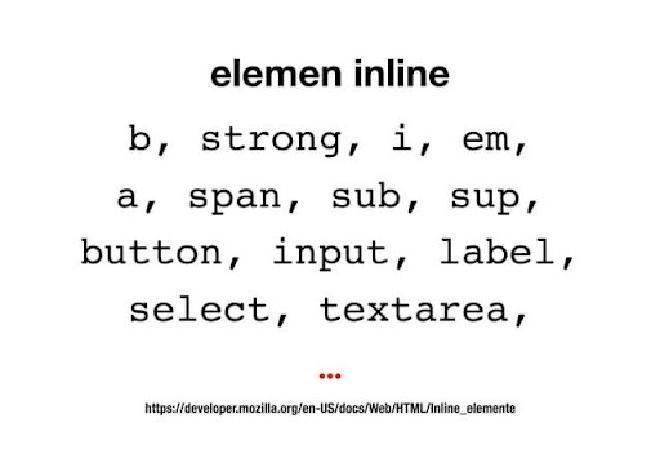 elemen inline
b, strong, i, em,
a, span, sub, sup,
button, input, label,
select, textarea,
...
https://developer.mozilla.org/en-US/docs/Web/HTML/Inline_elemente